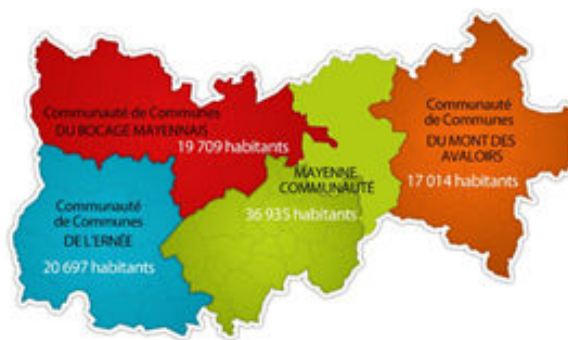 Communauté de Communes
DU BOCAGE MAYENNAIS
19 709 habitants
Communauté
de Communes
DE L'ERNÉE
20 697 habitants
MAYENNE
COMMUNAUTÉ
36 935 habitants
Communauté
de Communes
DU MONT DES
AVALOIRS
17 014 habitants